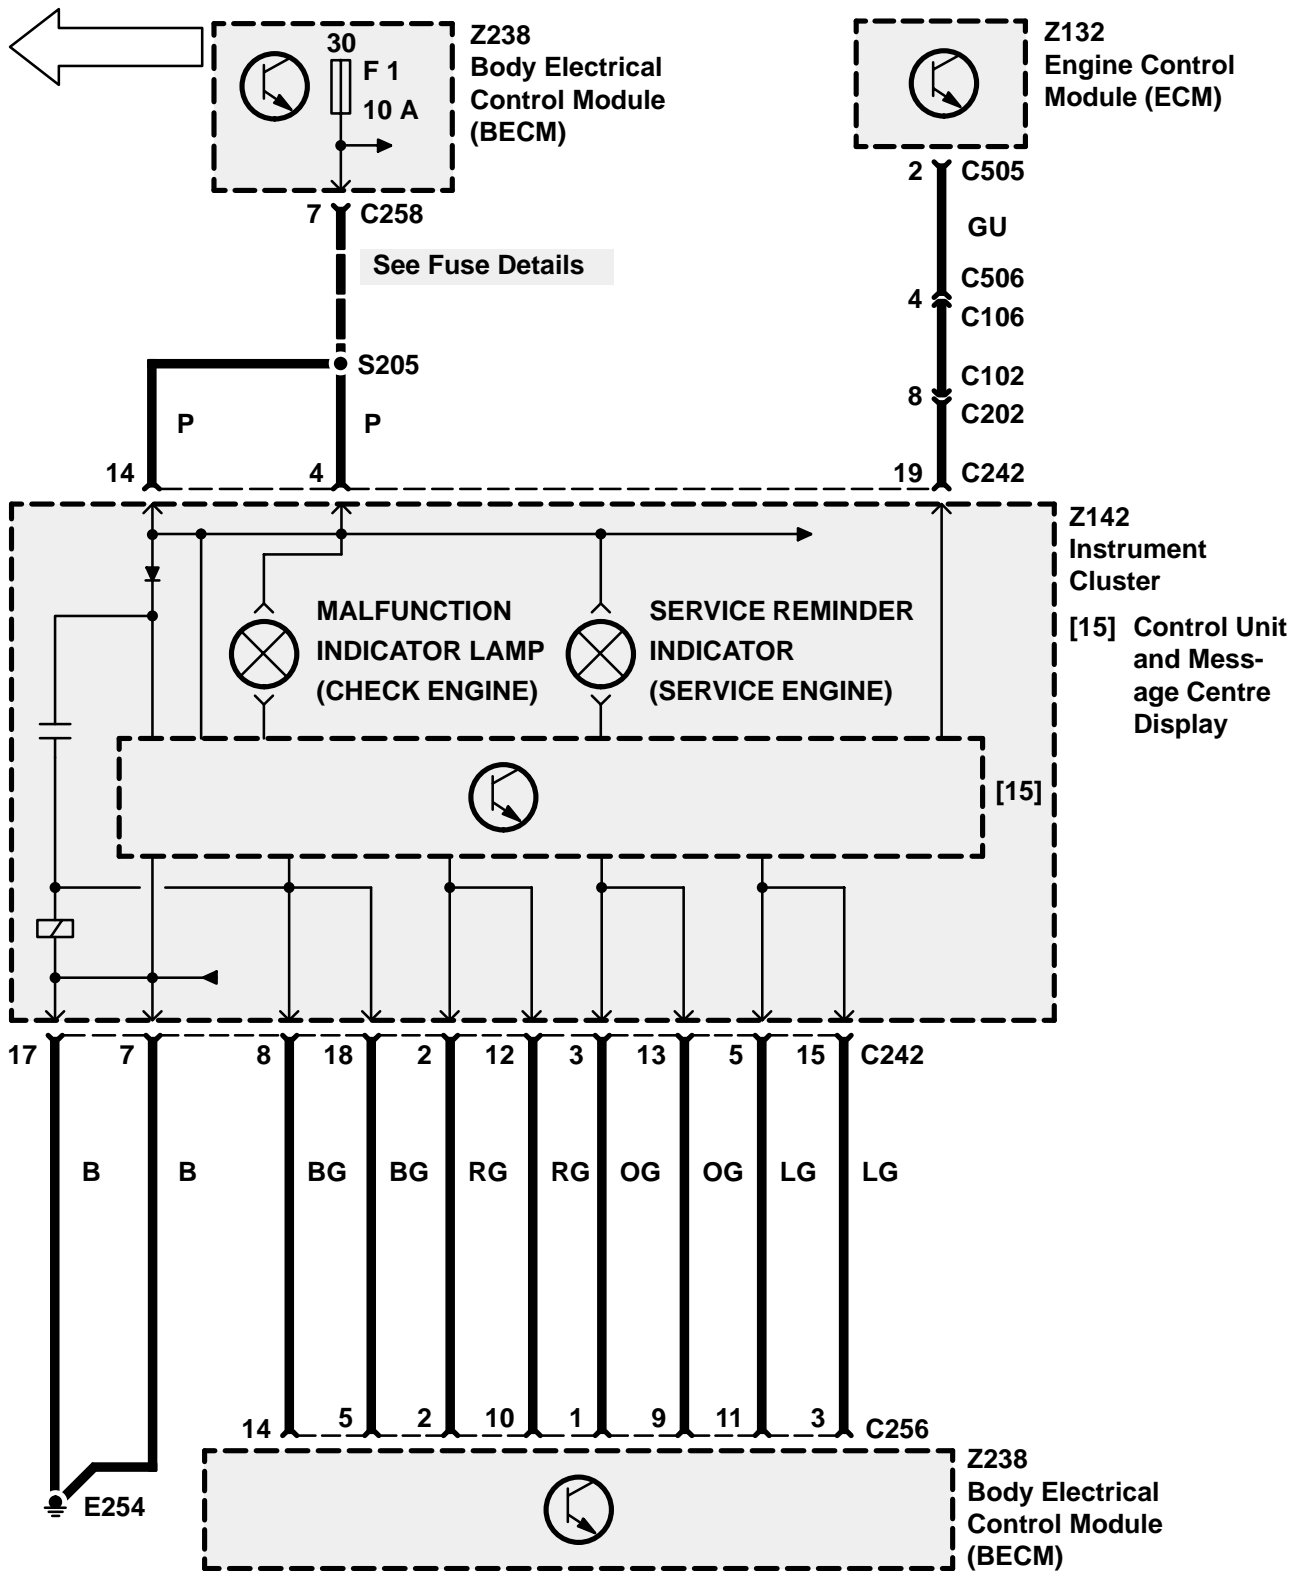 30
F 1
10 A
Z238
Body Electrical
Control Module
(BECM)
Z132
Engine Control
Module (ECM)
7
C258
2
C505
GU
See Fuse Details
C506
4
C106
S205
C102
8
C202
P
P
14
4
19
C242
Z142
Instrument
Cluster
[15] Control Unit
and Mess-
age Centre
Display
MALFUNCTION
INDICATOR LAMP
(CHECK ENGINE)
SERVICE REMINDER
INDICATOR
(SERVICE ENGINE)
[15]
17
7
8
18
2
12
3
13
5
15
C242
B
B
BG
BG
RG
RG
OG
OG
LG
LG
14
5
2
10
1
9
11
3
C256
E254
Z238
Body Electrical
Control Module
(BECM)